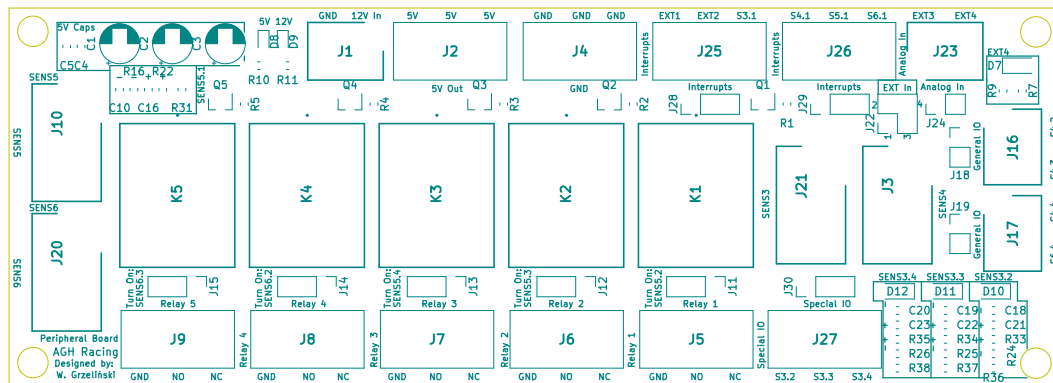 5V Caps
C1
C2
C3
C5C4
5V 12V
D8
D9
R10 R11
GND 12V In
J1
5V 5V 5V
J2
5V Out
GND GND GND
J4
GND
EXT1 EXT2 S3.1
J25
Interrupts
Interrupts
S4.1 S5.1 S6.1
J26
Interrupts
Interrupts
EXT3 EXT4
J23
Analog In
Analog In
EXT4
D7
R9
R7
R16 R22
SENS5.1
C10 C16 R31
SENS5
J10
SENS5
Q5
R5
Q4
R4
Q3
R3
Q2
R2
J28
Q1
J29
R1
EXT In
2
4
J22
1
3
J24
J18
General IO
J16
K5
K4
K3
K2
K1
SENS3
J21
J3
SENS4
J19
General IO
J17
SENS6
J20
SENS6
Turn On:
SENS6.3
J15
Relay 5
Turn On:
SENS6.2
J14
Relay 4
Turn On:
SENS5.4
J13
Relay 3
Turn On:
SENS5.3
J12
Relay 2
Turn On:
SENS5.2
J11
Relay 1
J30
Special IO
SENS3.4 SENS3.3 SENS3.2
D12
D11
D10
C20
C23
R35
R26
R38
C19
C22
R34
R25
R37
C18
C21
R33
R24
R36
J9
Relay 4
J8
Relay 3
J7
Relay 2
J6
Relay 1
J5
Special IO
J27
Peripheral Board
AGH Racing
Designed by:
W. Grzeliński
GND NO NC
GND NO NC
GND NO NC
GND NO NC
GND NO NC
S3.2 S3.3 S3.4